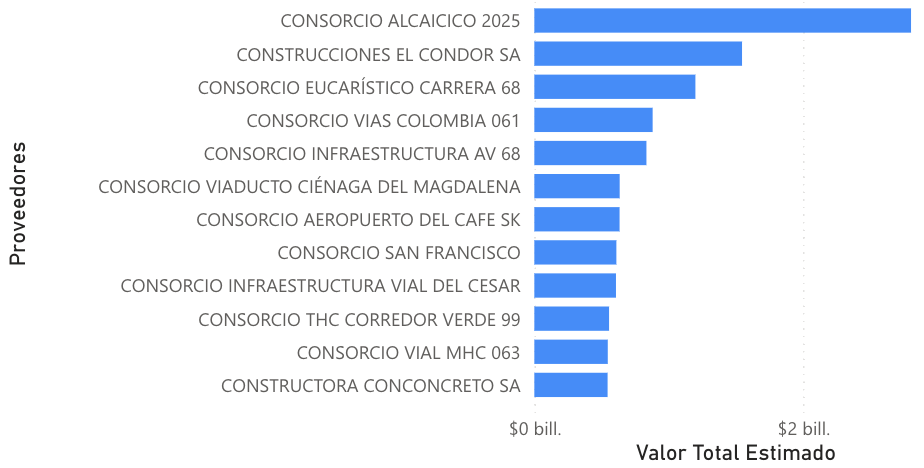 CONSORCIO ALCAICICO 2025
CONSTRUCCIONES EL CONDOR SA
CONSORCIO EUCARÍSTICO CARRERA 68
CONSORCIO VIAS COLOMBIA 061
CONSORCIO INFRAESTRUCTURA AV 68
CONSORCIO VIADUCTO CIÉNAGA DEL MAGDALENA
CONSORCIO AEROPUERTO DEL CAFE SK
CONSORCIO SAN FRANCISCO
CONSORCIO INFRAESTRUCTURA VIAL DEL CESAR
CONSORCIO THC CORREDOR VERDE 99
CONSORCIO VIAL MHC 063
CONSTRUCTORA CONCONCRETO SA
Proveedores
$0 bill.
$2 bill.
Valor Total Estimado